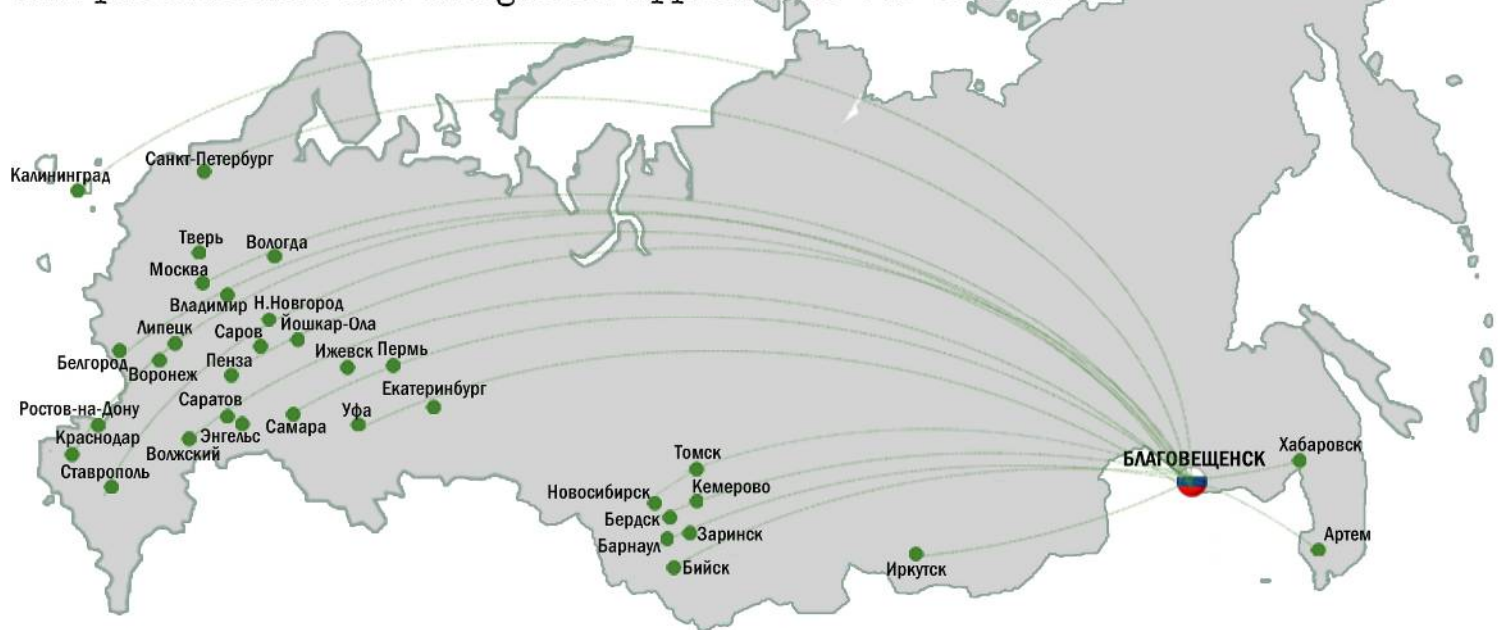 Санкт-Петербург
Калининград
Тверь
Вологда
Москва
Владимир
Н.Новгород
Липецк
Саров
Йошкар-Ола
Белгород
Воронеж
Пенза
Ижевск
Пермь
Екатеринбург
Ростов-на-Дону
Саратов
Уфа
Краснодар
Энгельс
Самара
Волжский
Ставрополь
Томск
Новосибирск
Кемерово
Бердск
Заринск
Барнаул
Бийск
Иркутск
БЛАГОВЕЩЕНСК
Хабаровск
Артем